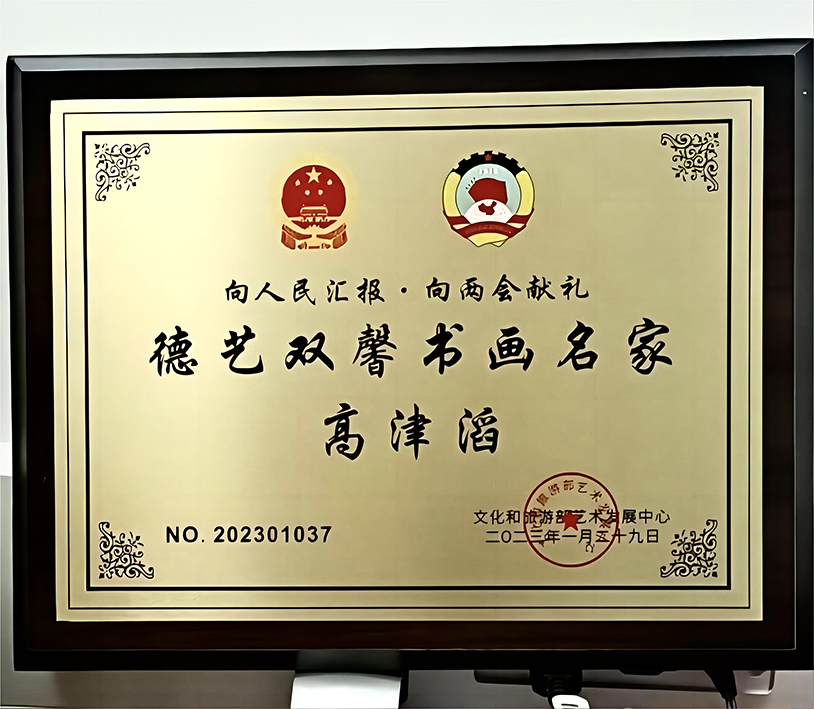 向人民汇报·向两会献礼
德艺双馨书画名家
高津滔
NO. 202301037
文化和旅游部艺术发展中心
二〇二三年一月五十九日